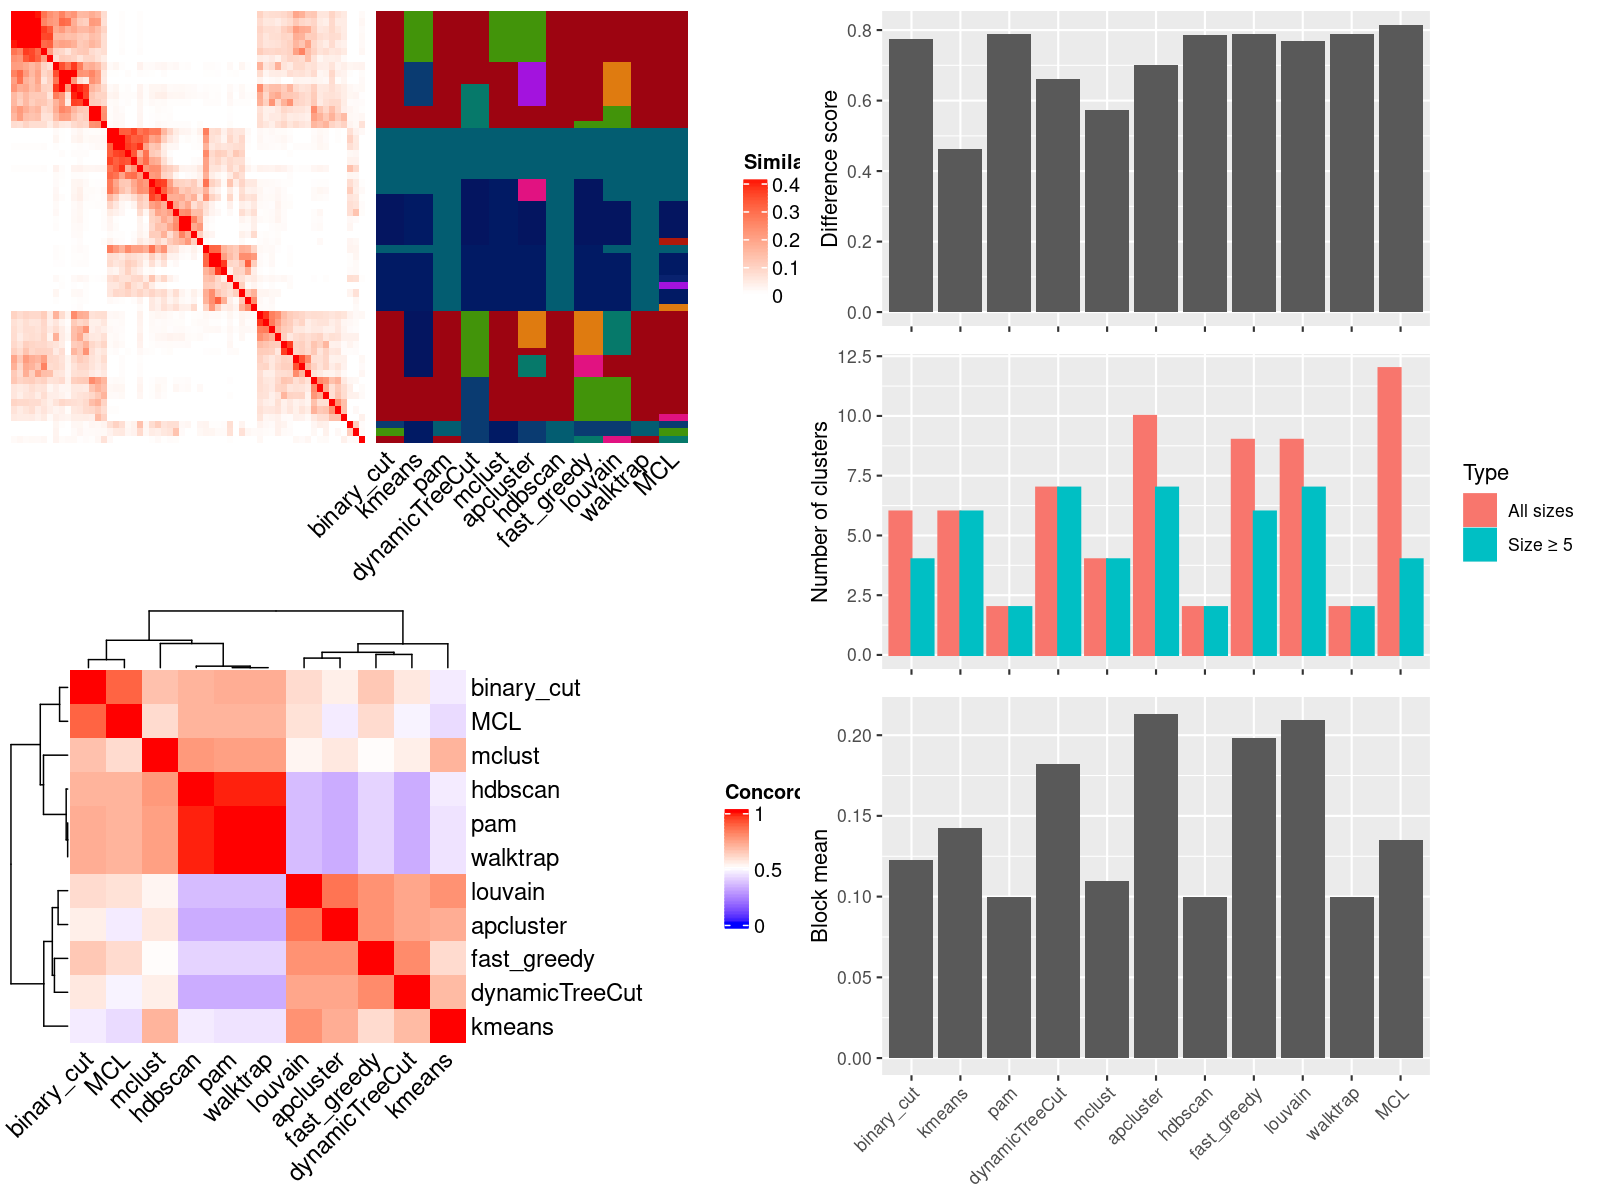 Simila
0.4
0.3
0.2
0.1
0
binary_cut
kmeans
pam
dynamicTreeCut
mclust
apcluster
hdbscan
fast_greedy
louvain
walktrap
MCL
binary_cut
MCL
mclust
hdbscan
pam
walktrap
louvain
apcluster
fast_greedy
dynamicTreeCut
kmeans
binary_cut
MCL
mclust
hdbscan
pam
walktrap
louvain
apcluster
fast_greedy
dynamicTreeCut
kmeans
Concord
1
0.5
0
Difference score
0.8
0.6
0.4
0.2
0.0
Number of clusters
12.5
10.0
7.5
5.0
2.5
0.0
Type
All sizes
Size ≥ 5
Block mean
0.20
0.15
0.10
0.05
0.00
binary_cut
kmeans
pam
dynamicTreeCut
mclust
apcluster
hdbscan
fast_greedy
louvain
walktrap
MCL